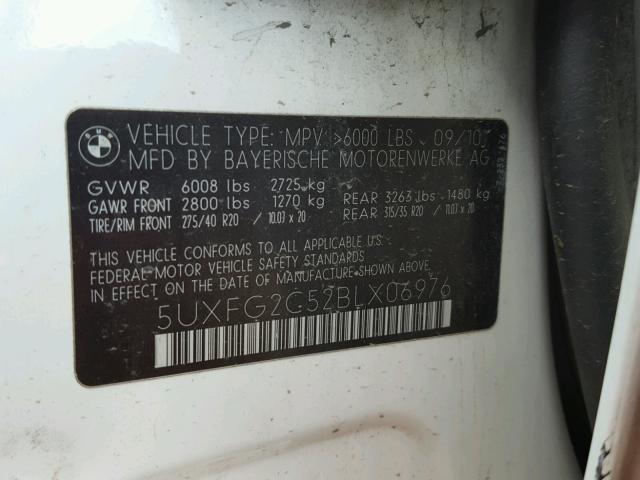 BMW
VEHICLE TYPE: MPV >6000 LBS 09/10
MFD BY BAYERISCHE MOTORENWERKE AG
GVWR 6008 lbs 2725 kg
GAWR FRONT 2800 lbs 1270 kg REAR 3263 lbs 1480 kg
TIRE/RIM FRONT 275/40 R20 / 10.0J x 20 REAR 315/35 R20 / 11.0J x 20
THIS VEHICLE CONFORMS TO ALL APPLICABLE U.S.
FEDERAL MOTOR VEHICLE SAFETY STANDARDS
IN EFFECT ON THE DATE OF MANUFACTURE SHOWN ABOVE.
5UXFG2C52BLX06976